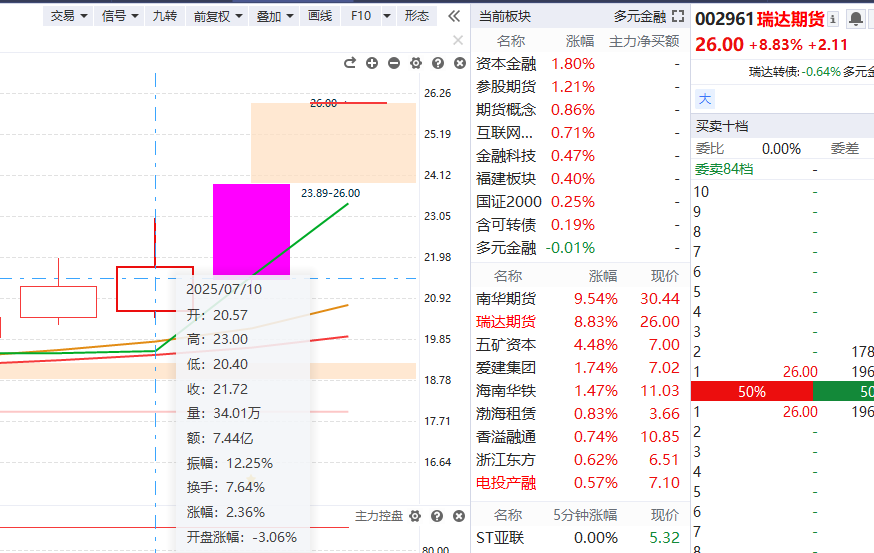 交易 信号 九转 前复权 叠加 画线 F10 形态
26.26
25.19
24.12
23.05
21.98
20.92
19.85
18.78
17.71
16.64
80.00
26.00
23.89-26.00
2025/07/10
开: 20.57
高: 23.00
低: 20.40
收: 21.72
量: 34.01万
额: 7.44亿
振幅: 12.25%
换手: 7.64%
涨幅: 2.36%
开盘涨幅: -3.06%
主力控盘
当前板块 多元金融
名称 涨幅 主力净买额
资本金融 1.80% -
参股期货 1.21% -
期货概念 0.86% -
互联网... 0.71% -
金融科技 0.47% -
福建板块 0.40% -
国证2000 0.25% -
含可转债 0.19% -
多元金融 -0.01% -
名称 涨幅 现价
南华期货 9.54% 30.44
瑞达期货 8.83% 26.00
五矿资本 4.48% 7.00
爱建集团 1.74% 7.02
海南华铁 1.47% 11.03
渤海租赁 0.83% 3.66
香溢融通 0.74% 10.85
浙江东方 0.62% 6.51
电投产融 0.57% 7.10
名称 5分钟涨幅 现价
ST亚联 0.00% 5.32
002961 瑞达期货
26.00 +8.83% +2.11
瑞达转债:-0.64% 多元金
大
买卖十档
委比 0.00% 委差
委卖84档 -
10 -
9 -
8 -
7 -
6 -
5 -
4 -
3 -
2 - 178
1 26.00 196
50% 50
1 26.00 196
2 -
3 -
4 -
5 -
6 -
7 -
8 -